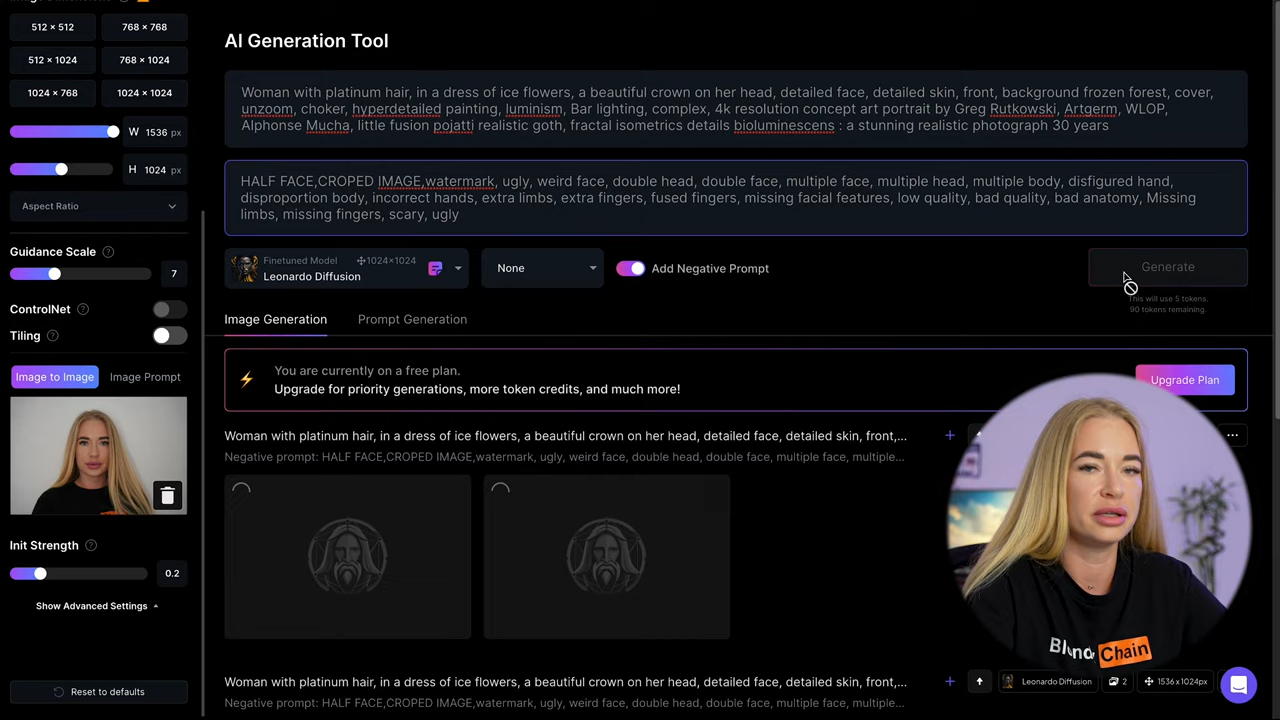 512 × 512
768 × 768
512 × 1024
768 × 1024
1024 × 768
1024 × 1024
W 1536 px
H 1024 px
Aspect Ratio
Guidance Scale
7
ControlNet
Tiling
Image to Image
Image Prompt
Init Strength
0.2
Show Advanced Settings
Reset to defaults
AI Generation Tool
Woman with platinum hair, in a dress of ice flowers, a beautiful crown on her head, detailed face, detailed skin, front, background frozen forest, cover,
unzoom, choker, hyperdetailed painting, luminism, Bar lighting, complex, 4k resolution concept art portrait by Greg Rutkowski, Artgerm, WLOP,
Alphonse Mucha, little fusion pojatti realistic goth, fractal isometrics details bioluminescens : a stunning realistic photograph 30 years
HALF FACE,CROPED IMAGE,watermark, ugly, weird face, double head, double face, multiple face, multiple head, multiple body, disfigured hand,
disproportion body, incorrect hands, extra limbs, extra fingers, fused fingers, missing facial features, low quality, bad quality, bad anatomy, Missing
limbs, missing fingers, scary, ugly
Finetuned Model
1024×1024
Leonardo Diffusion
None
Add Negative Prompt
Generate
This will use 5 tokens.
90 tokens remaining.
Image Generation
Prompt Generation
You are currently on a free plan.
Upgrade for priority generations, more token credits, and much more!
Upgrade Plan
Woman with platinum hair, in a dress of ice flowers, a beautiful crown on her head, detailed face, detailed skin, front,...
Negative prompt: HALF FACE,CROPED IMAGE,watermark, ugly, weird face, double head, double face, multiple face, multiple...
Chain
Woman with platinum hair, in a dress of ice flowers, a beautiful crown on her head, detailed face, detailed skin, front,...
Leonardo Diffusion
2
1536x1024px
Negative prompt: HALF FACE,CROPED IMAGE,watermark, ugly, weird face, double head, double face, multiple face, multiple...